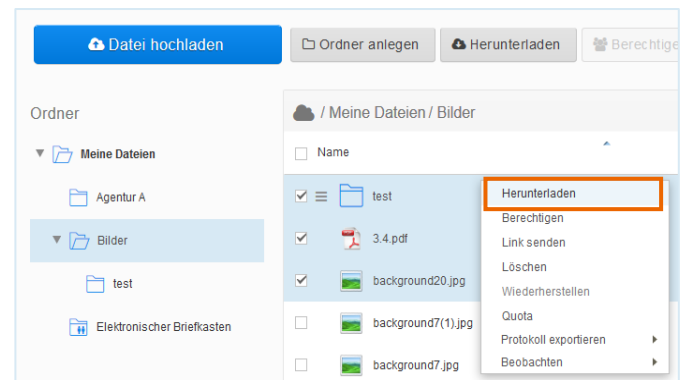 Datei hochladen
Ordner anlegen
Herunterladen
Berechtige
Ordner
/ Meine Dateien / Bilder
Meine Dateien
Name
Agentur A
test
Herunterladen
Berechtigen
Bilder
3.4.pdf
Link senden
Löschen
test
background20.jpg
Wiederherstellen
Quota
Elektronischer Briefkasten
background7(1).jpg
Protokoll exportieren
background7.jpg
Beobachten